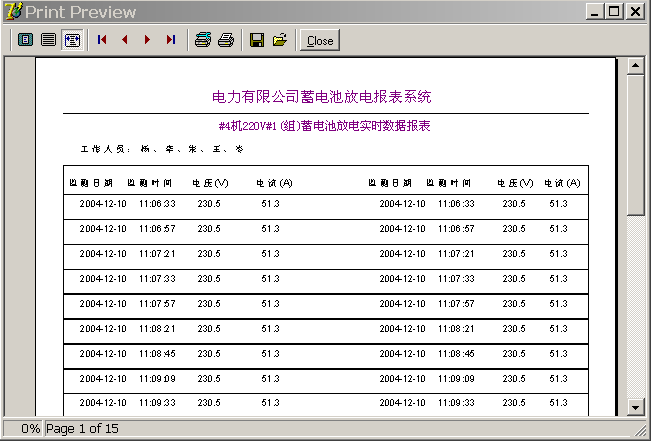 Print Preview
Close
电力有限公司蓄电池放电报表系统
#4机220V#1(组)蓄电池放电实时数据报表
工作人员: 杨、李、朱、王、岑
监测日期 监测时间 电压(V) 电流(A) 监测日期 监测时间 电压(V) 电流(A)
2004-12-10 11:06:33 230.5 51.3 2004-12-10 11:06:33 230.5 51.3
2004-12-10 11:06:57 230.5 51.3 2004-12-10 11:06:57 230.5 51.3
2004-12-10 11:07:21 230.5 51.3 2004-12-10 11:07:21 230.5 51.3
2004-12-10 11:07:33 230.5 51.3 2004-12-10 11:07:33 230.5 51.3
2004-12-10 11:07:57 230.5 51.3 2004-12-10 11:07:57 230.5 51.3
2004-12-10 11:08:21 230.5 51.3 2004-12-10 11:08:21 230.5 51.3
2004-12-10 11:08:45 230.5 51.3 2004-12-10 11:08:45 230.5 51.3
2004-12-10 11:09:09 230.5 51.3 2004-12-10 11:09:09 230.5 51.3
2004-12-10 11:09:33 230.5 51.3 2004-12-10 11:09:33 230.5 51.3
0% Page 1 of 15